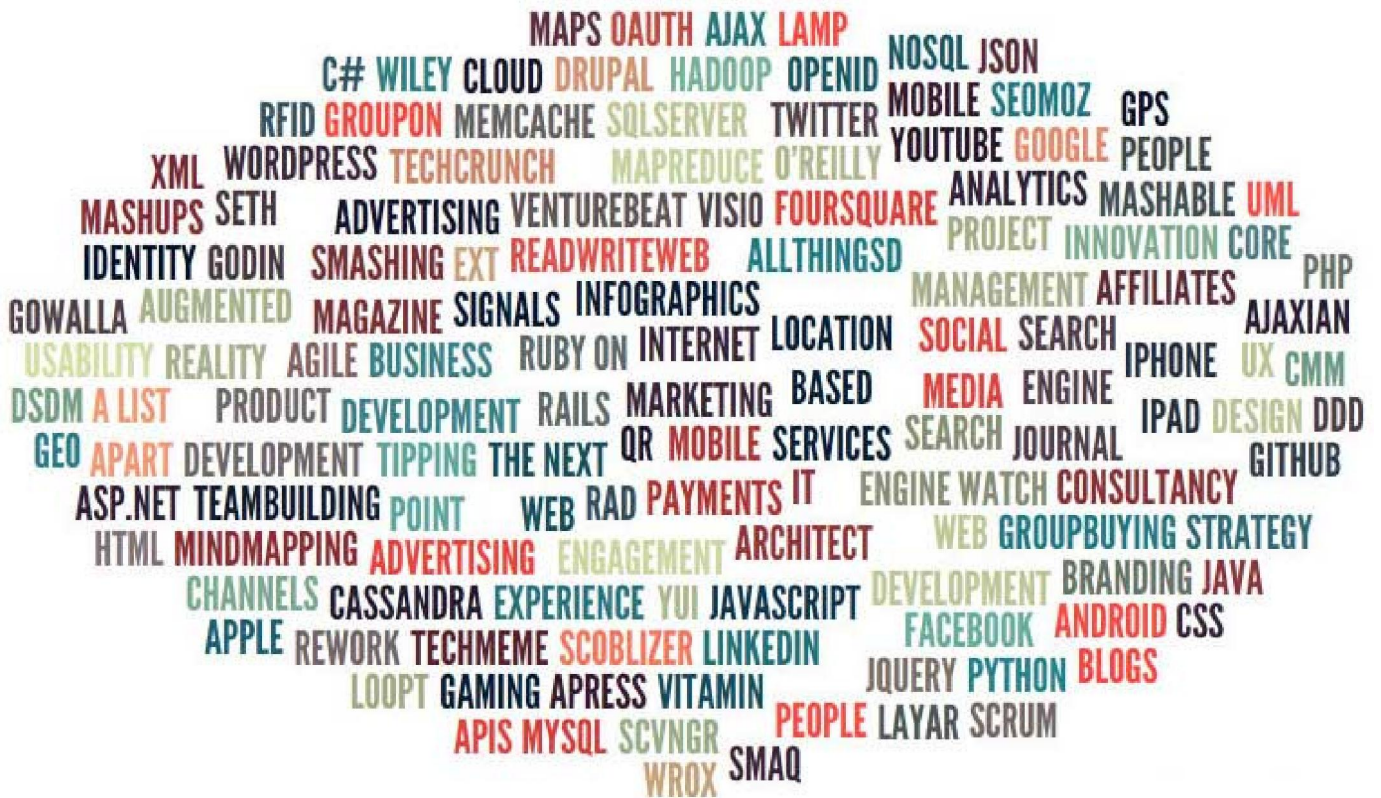 MAPS OAUTH AJAX LAMP
NOSQL JSON
C# WILEY CLOUD DRUPAL HADOOP OPENID
MOBILE SEOMOZ GPS
RFID GROUPON MEMCACHE SQLSERVER TWITTER
YOUTUBE GOOGLE PEOPLE
XML WORDPRESS TECHCRUNCH MAPREDUCE O'REILLY
ANALYTICS MASHABLE UML
MASHUPS SETH ADVERTISING VENTUREBEAT VISIO FOURSQUARE
PROJECT INNOVATION CORE
IDENTITY GODIN SMASHING EXT READWRITEWEB ALLTHINGSD
MANAGEMENT AFFILIATES PHP
GOWALLA AUGMENTED MAGAZINE SIGNALS INFOGRAPHICS
LOCATION SOCIAL SEARCH AJAXIAN
USABILITY REALITY AGILE BUSINESS RUBY ON INTERNET
IPHONE UX CMM
BASED MEDIA ENGINE
DSDM A LIST PRODUCT DEVELOPMENT RAILS MARKETING
IPAD DESIGN DDD
GEO APART DEVELOPMENT TIPPING THE NEXT QR MOBILE SERVICES SEARCH JOURNAL
GITHUB
ASP.NET TEAMBUILDING POINT WEB RAD PAYMENTS IT ENGINE WATCH CONSULTANCY
HTML MINDMAPPING ADVERTISING ENGAGEMENT ARCHITECT WEB GROUPBUYING STRATEGY
CHANNELS CASSANDRA EXPERIENCE YUI JAVASCRIPT DEVELOPMENT BRANDING JAVA
FACEBOOK ANDROID CSS
APPLE REWORK TECHMEME SCOBLIZER LINKEDIN
JQUERY PYTHON BLOGS
LOOPT GAMING APRESS VITAMIN
PEOPLE LAYAR SCRUM
APIS MYSQL SCVNGR
WROX SMAQ